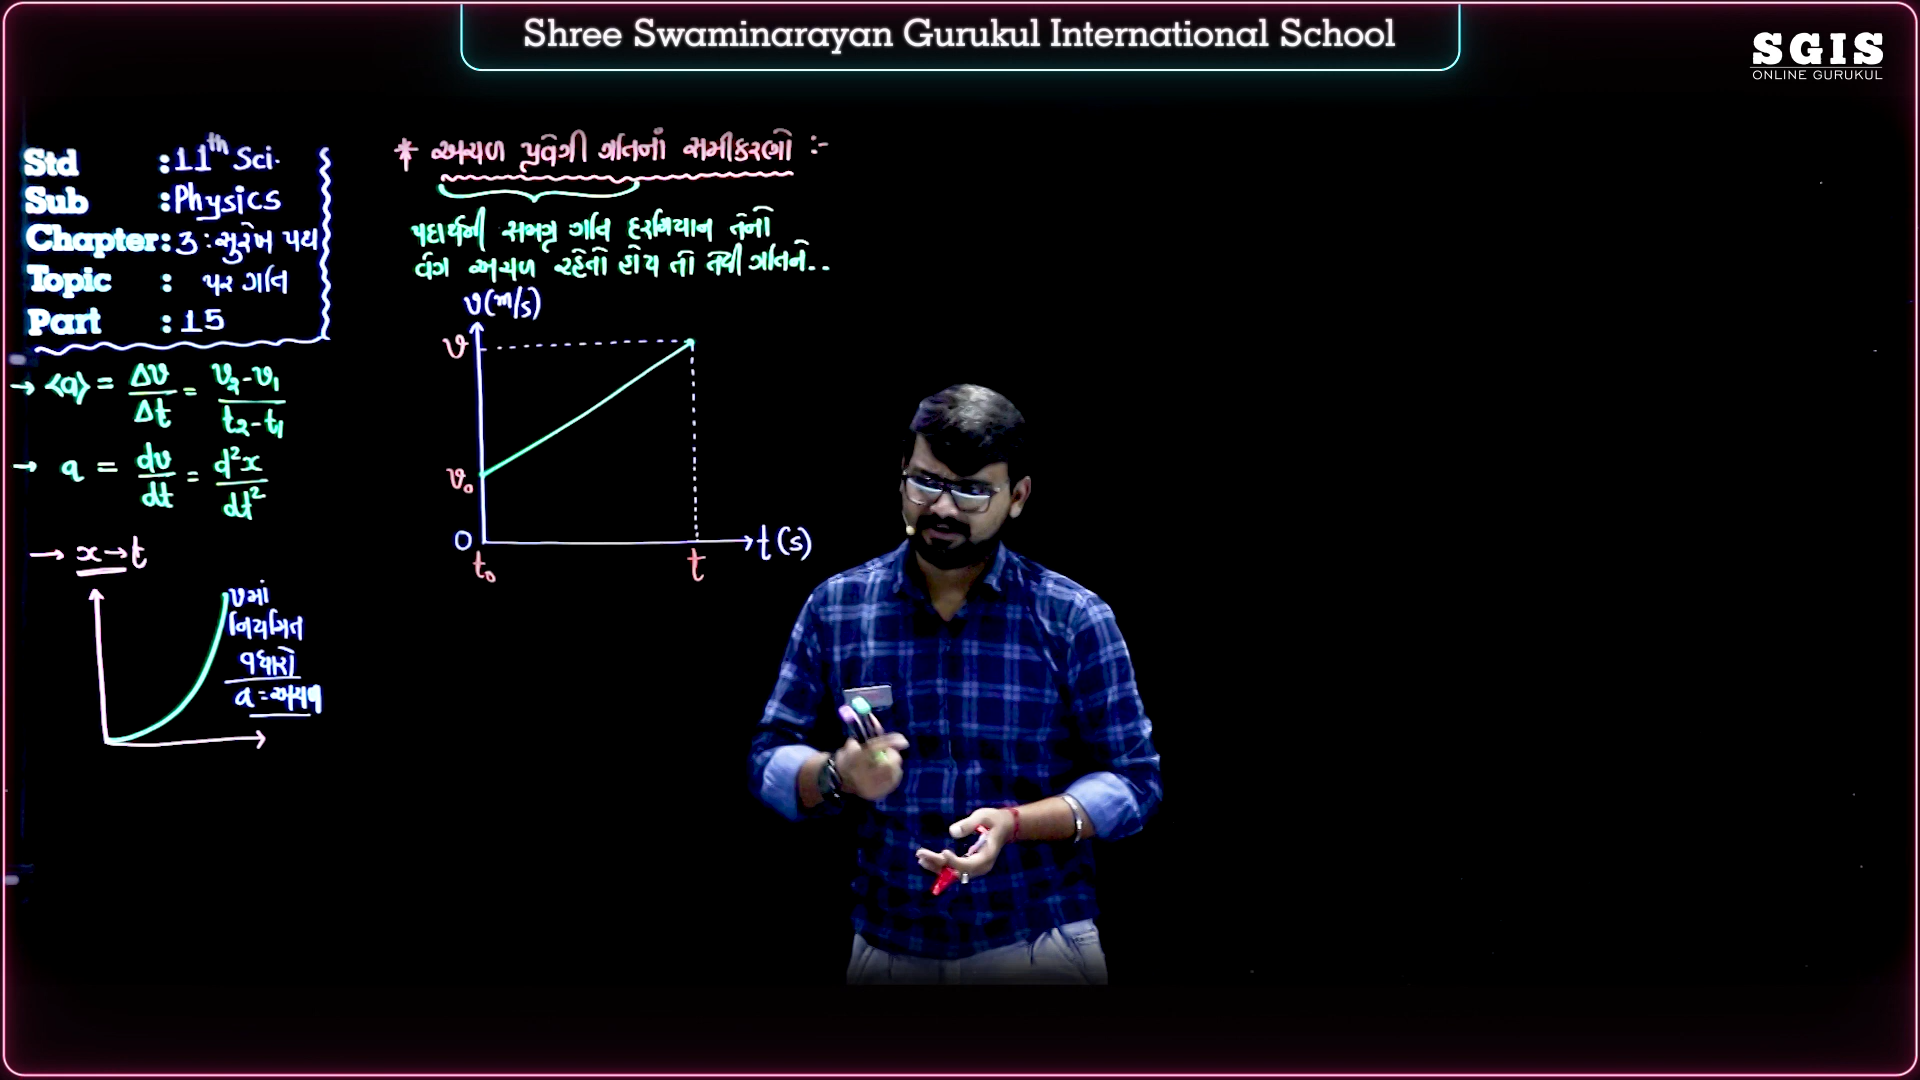 Shree Swaminarayan Gurukul International School
SGIS
ONLINE GURUKUL
Std : 11th Sci.
Sub : Physics
Chapter : 3 : સુરેખ પથ
Topic : પર ગતિ
Part : 15
→ <a> = Δv/Δt = v₂-v₁/t₂-t₁
→ a = dv/dt = d²x/dt²
→ x→t
vમાં
નિયમિત
વધારો
a = અચળ
* અચળ પ્રવેગી ગતિનાં સમીકરણો :-
પદાર્થની સમગ્ર ગતિ દરમિયાન તેનો
વેગ અચળ રહેતો હોય તો તેવી ગતિને..
v(m/s)
v
v₀
O
t(s)
t₀
t